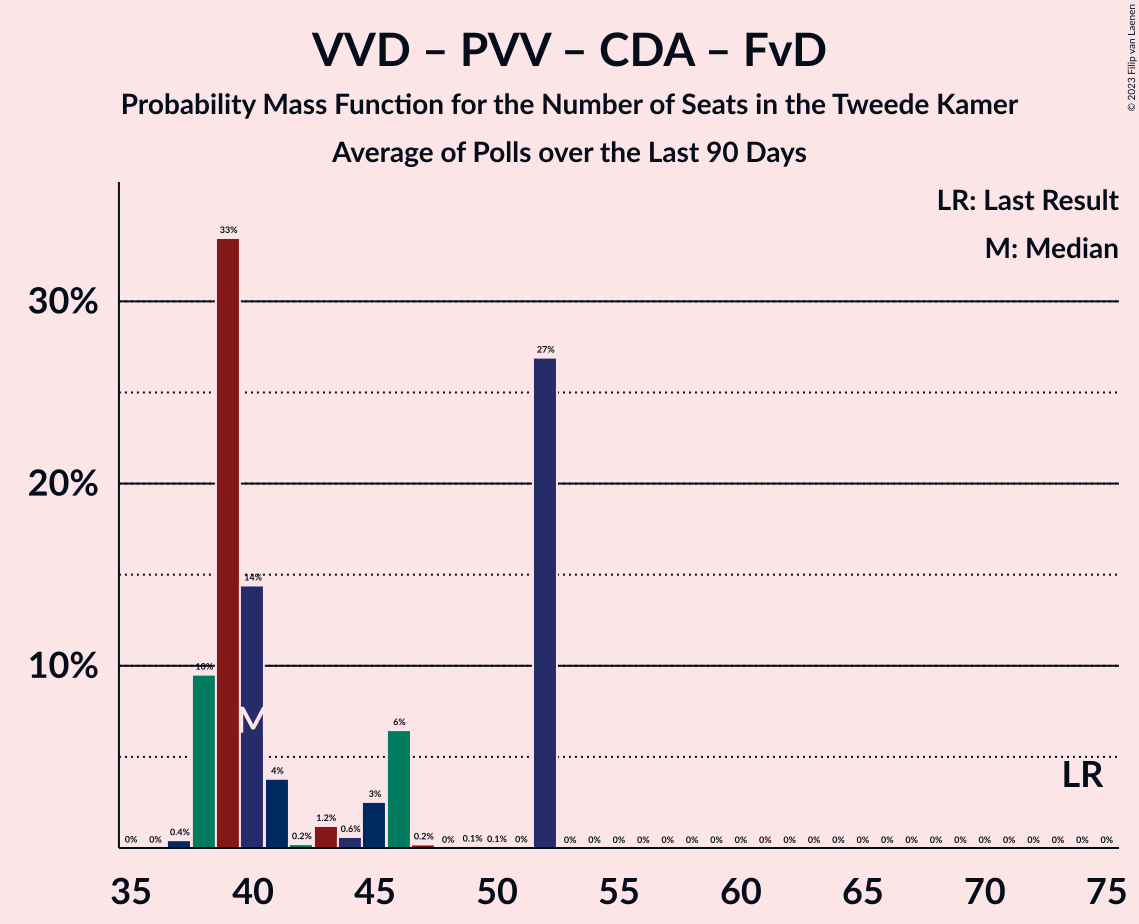 VVD – PVV – CDA – FvD
Probability Mass Function for the Number of Seats in the Tweede Kamer
Average of Polls over the Last 90 Days
© 2023 Filip van Laenen
LR: Last Result
M: Median
30%
20%
10%
0% 0% 0.4% 10% 33% 14% 4% 0.2% 1.2% 0.6% 3% 6% 0.2% 0% 0.1% 0.1% 0% 27% 0% 0% 0% 0% 0% 0% 0% 0% 0% 0% 0% 0% 0% 0% 0% 0% 0% 0% 0% 0% 0% 0% 0%
M
LR
35 40 45 50 55 60 65 70 75